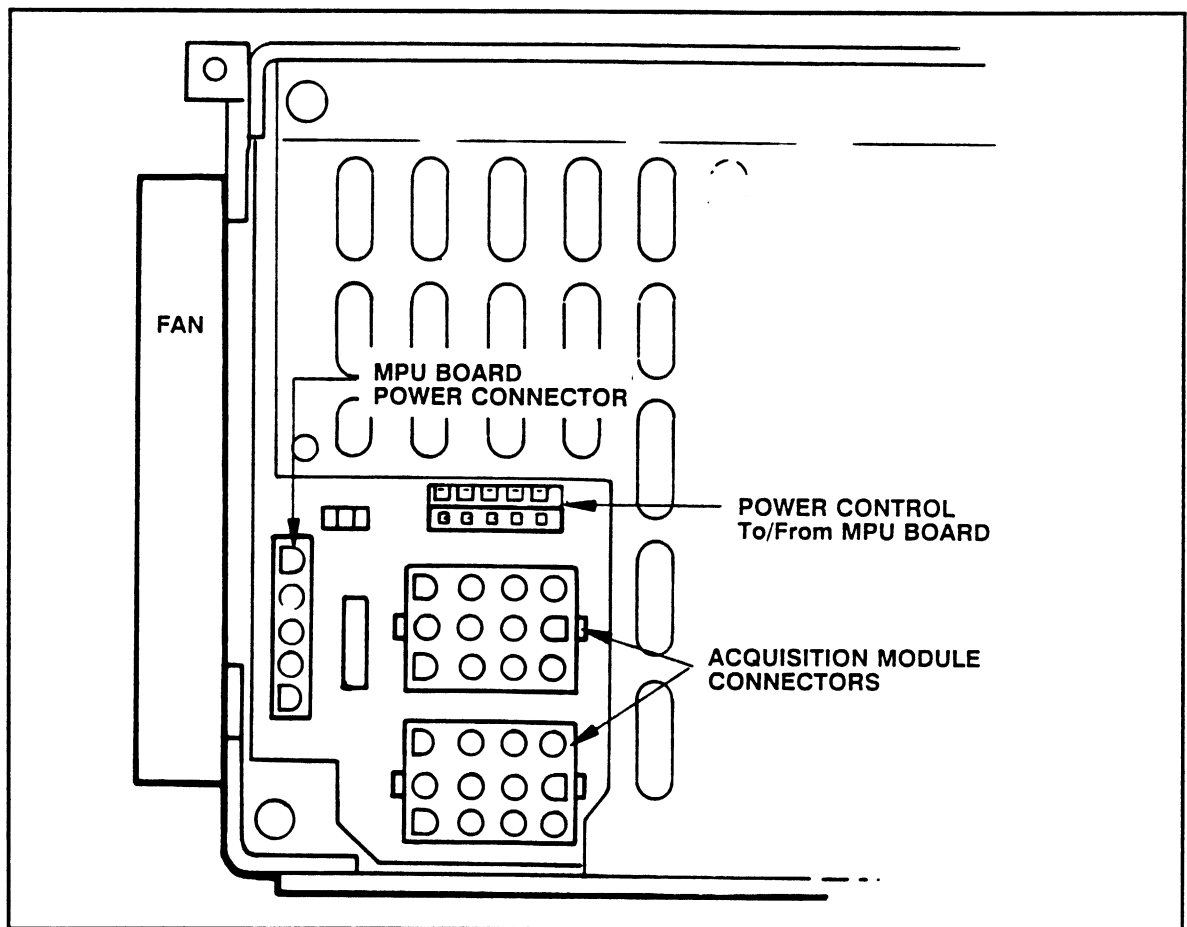 FAN
MPU BOARD
POWER CONNECTOR
POWER CONTROL
To/From MPU BOARD
ACQUISITION MODULE
CONNECTORS